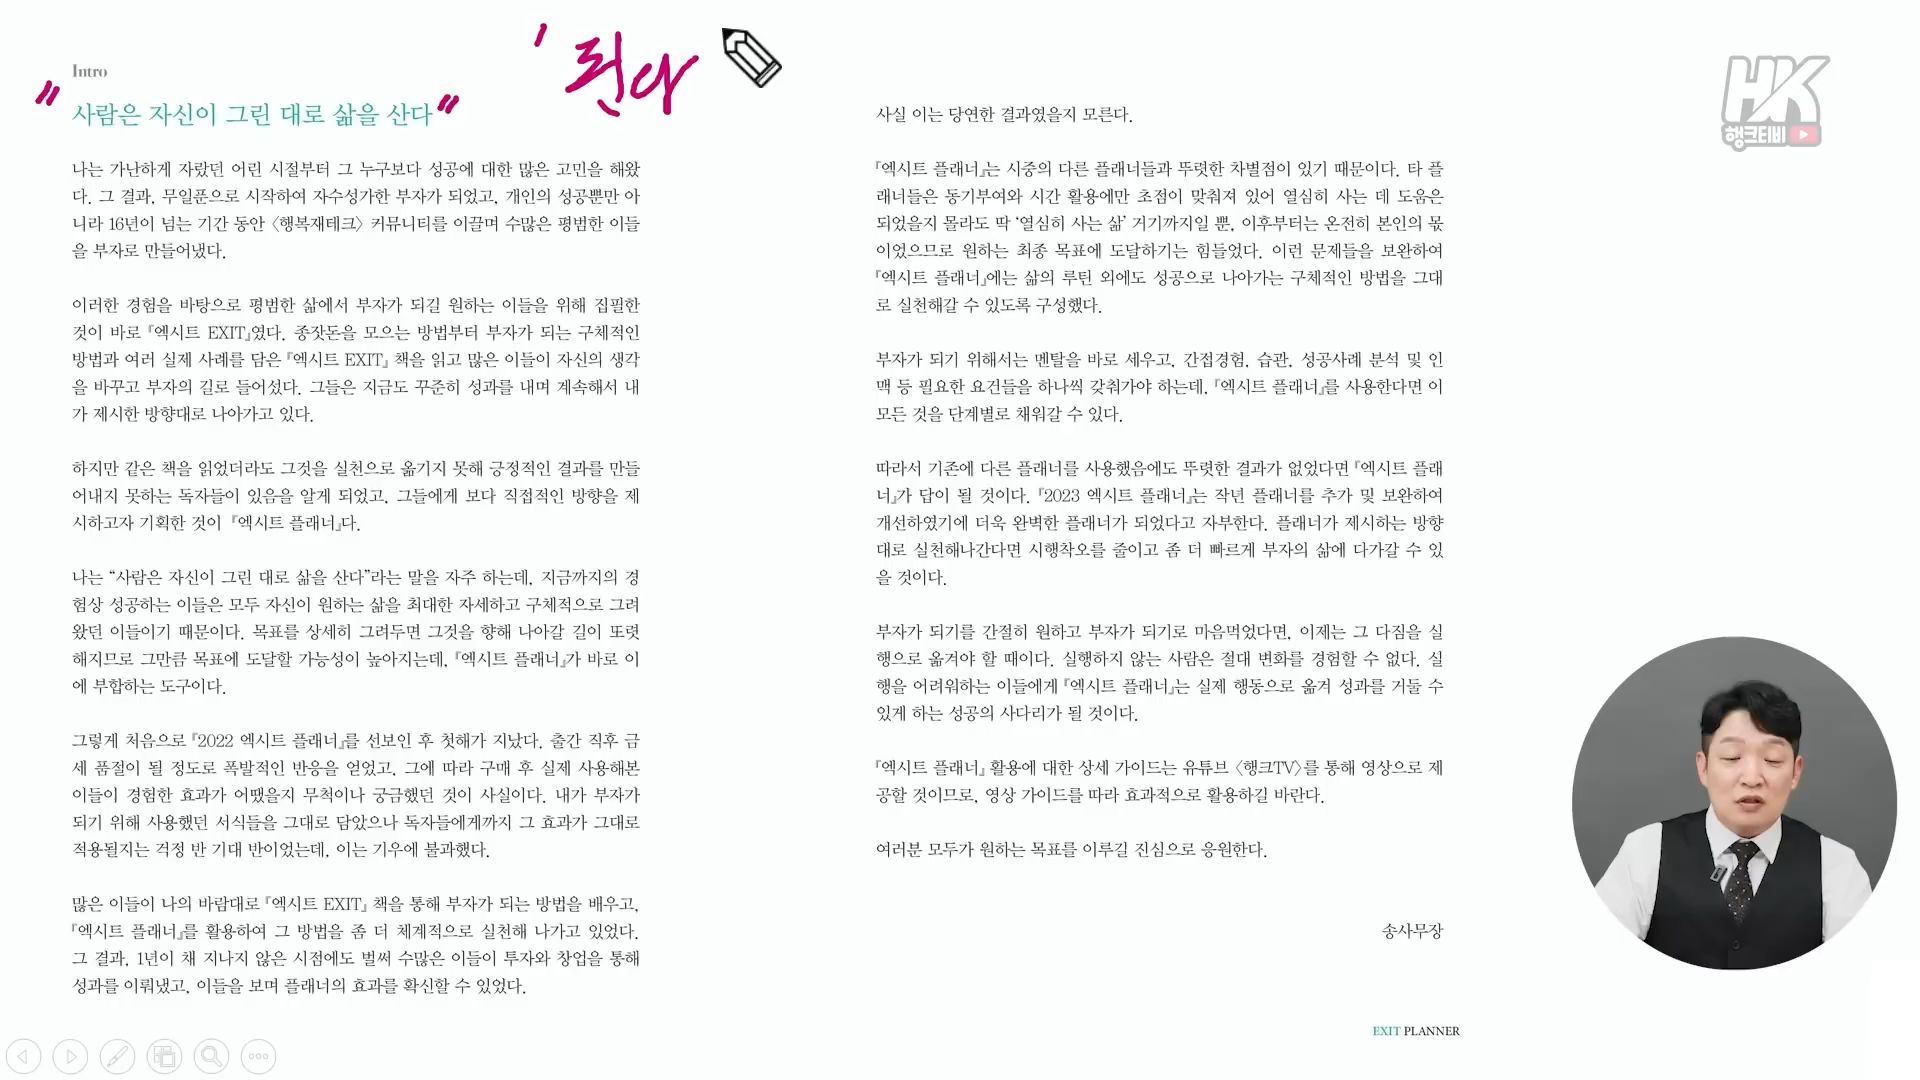 ' 된다
Intro
" 사람은 자신이 그린 대로 삶을 산다 "
나는 가난하게 자랐던 어린 시절부터 그 누구보다 성공에 대한 많은 고민을 해왔
다. 그 결과, 무일푼으로 시작하여 자수성가한 부자가 되었고, 개인의 성공뿐만 아
니라 16년이 넘는 기간 동안 〈행복재테크〉 커뮤니티를 이끌며 수많은 평범한 이들
을 부자로 만들어냈다.
이러한 경험을 바탕으로 평범한 삶에서 부자가 되길 원하는 이들을 위해 집필한
것이 바로 『엑시트 EXIT』였다. 종잣돈을 모으는 방법부터 부자가 되는 구체적인
방법과 여러 실제 사례를 담은 『엑시트 EXIT』 책을 읽고 많은 이들이 자신의 생각
을 바꾸고 부자의 길로 들어섰다. 그들은 지금도 꾸준히 성과를 내며 계속해서 내
가 제시한 방향대로 나아가고 있다.
하지만 같은 책을 읽었더라도 그것을 실천으로 옮기지 못해 긍정적인 결과를 만들
어내지 못하는 독자들이 있음을 알게 되었고, 그들에게 보다 직접적인 방향을 제
시하고자 기획한 것이 『엑시트 플래너』다.
나는 “사람은 자신이 그린 대로 삶을 산다”라는 말을 자주 하는데, 지금까지의 경
험상 성공하는 이들은 모두 자신이 원하는 삶을 최대한 자세하고 구체적으로 그려
왔던 이들이기 때문이다. 목표를 상세히 그려두면 그것을 향해 나아갈 길이 또렷
해지므로 그만큼 목표에 도달할 가능성이 높아지는데, 『엑시트 플래너』가 바로 이
에 부합하는 도구이다.
그렇게 처음으로 『2022 엑시트 플래너』를 선보인 후 첫해가 지났다. 출간 직후 금
세 품절이 될 정도로 폭발적인 반응을 얻었고, 그에 따라 구매 후 실제 사용해본
이들이 경험한 효과가 어땠을지 무척이나 궁금했던 것이 사실이다. 내가 부자가
되기 위해 사용했던 서식들을 그대로 담았으나 독자들에게까지 그 효과가 그대로
적용될지는 걱정 반 기대 반이었는데, 이는 기우에 불과했다.
많은 이들이 나의 바람대로 『엑시트 EXIT』 책을 통해 부자가 되는 방법을 배우고,
『엑시트 플래너』를 활용하여 그 방법을 좀 더 체계적으로 실천해 나가고 있었다.
그 결과, 1년이 채 지나지 않은 시점에도 벌써 수많은 이들이 투자와 창업을 통해
성과를 이뤄냈고, 이들을 보며 플래너의 효과를 확신할 수 있었다.
사실 이는 당연한 결과였을지 모른다.
『엑시트 플래너』는 시중의 다른 플래너들과 뚜렷한 차별점이 있기 때문이다. 타 플
래너들은 동기부여와 시간 활용에만 초점이 맞춰져 있어 열심히 사는 데 도움은
되었을지 몰라도 딱 ‘열심히 사는 삶’ 거기까지일 뿐, 이후부터는 온전히 본인의 몫
이었으므로 원하는 최종 목표에 도달하기는 힘들었다. 이런 문제들을 보완하여
『엑시트 플래너』에는 삶의 루틴 외에도 성공으로 나아가는 구체적인 방법을 그대
로 실천해갈 수 있도록 구성했다.
부자가 되기 위해서는 멘탈을 바로 세우고, 간접경험, 습관, 성공사례 분석 및 인
맥 등 필요한 요건들을 하나씩 갖춰가야 하는데, 『엑시트 플래너』를 사용한다면 이
모든 것을 단계별로 채워갈 수 있다.
따라서 기존에 다른 플래너를 사용했음에도 뚜렷한 결과가 없었다면 『엑시트 플래
너』가 답이 될 것이다. 『2023 엑시트 플래너』는 작년 플래너를 추가 및 보완하여
개선하였기에 더욱 완벽한 플래너가 되었다고 자부한다. 플래너가 제시하는 방향
대로 실천해나간다면 시행착오를 줄이고 좀 더 빠르게 부자의 삶에 다가갈 수 있
을 것이다.
부자가 되기를 간절히 원하고 부자가 되기로 마음먹었다면, 이제는 그 다짐을 실
행으로 옮겨야 할 때이다. 실행하지 않는 사람은 절대 변화를 경험할 수 없다. 실
행을 어려워하는 이들에게 『엑시트 플래너』는 실제 행동으로 옮겨 성과를 거둘 수
있게 하는 성공의 사다리가 될 것이다.
『엑시트 플래너』 활용에 대한 상세 가이드는 유튜브 〈행크TV〉를 통해 영상으로 제
공할 것이므로, 영상 가이드를 따라 효과적으로 활용하길 바란다.
여러분 모두가 원하는 목표를 이루길 진심으로 응원한다.
송사무장
EXIT PLANNER
HK
행크티비